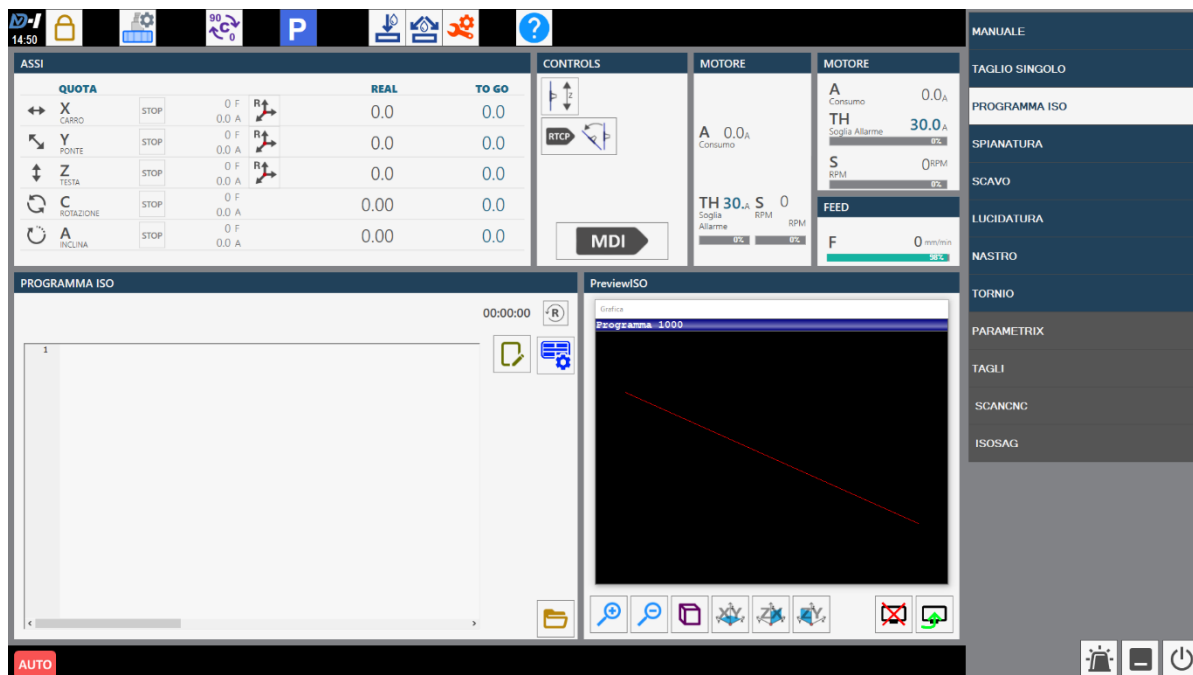 14:50
90 C 0
P
?
ASSI
QUOTA REAL TO GO
X CARRO STOP 0 F 0.0 A R 0.0 0.0
Y PONTE STOP 0 F 0.0 A R 0.0 0.0
Z TESTA STOP 0 F 0.0 A R 0.0 0.0
C ROTAZIONE STOP 0 F 0.0 A 0.00 0.0
A INCLINA STOP 0 F 0.0 A 0.00 0.0
CONTROLS
Z
RTCP
MDI
MOTORE
A 0.0A
Consumo
TH 30.A S 0
Soglia Allarme RPM RPM
0% 0%
MOTORE
A 0.0A
Consumo
TH 30.0A
Soglia Allarme
0%
S 0RPM
RPM
0%
FEED
F 0 mm/min
98%
PROGRAMMA ISO
00:00:00 R
1
PreviewISO
Grafica
Programma 1000
XY ZX ZY
MANUALE
TAGLIO SINGOLO
PROGRAMMA ISO
SPIANATURA
SCAVO
LUCIDATURA
NASTRO
TORNIO
PARAMETRIX
TAGLI
SCANCNC
ISOSAG
AUTO